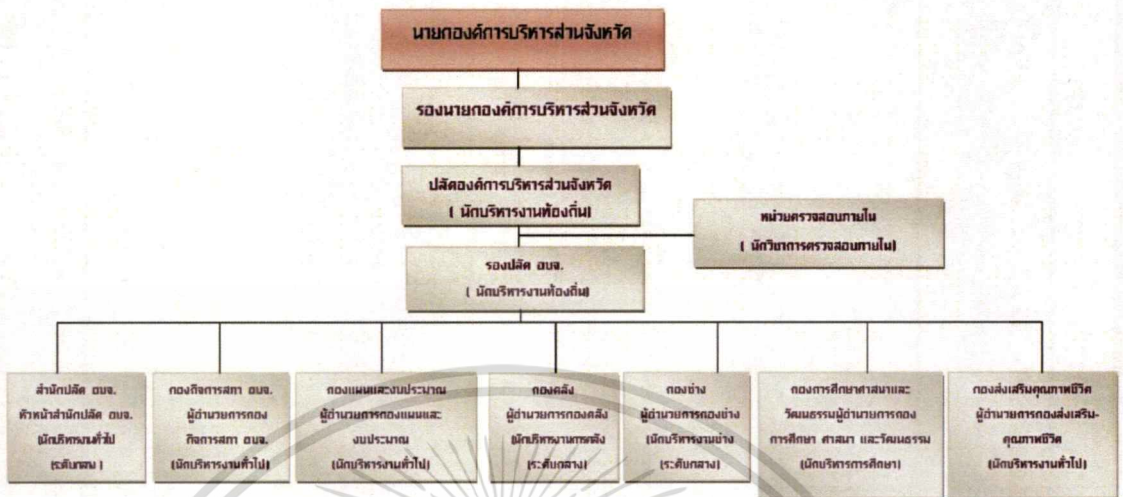 นายกองค์การบริหารส่วนจังหวัด
รองนายกองค์การบริหารส่วนจังหวัด
ปลัดองค์การบริหารส่วนจังหวัด
( นักบริหารงานท้องถิ่น)
หน่วยตรวจสอบภายใน
( นักวิชาการตรวจสอบภายใน)
รองปลัด อบจ.
( นักบริหารงานท้องถิ่น)
สำนักปลัด อบจ.
หัวหน้าสำนักปลัด อบจ.
(นักบริหารงานทั่วไป
(ระดับกลาง )
กองกิจการสภา อบจ.
ผู้อำนวยการกอง
กิจการสภา อบจ.
(นักบริหารงานทั่วไป)
กองแผนและงบประมาณ
ผู้อำนวยการกองแผนและ
งบประมาณ
(นักบริหารงานทั่วไป)
กองคลัง
ผู้อำนวยการกองคลัง
(นักบริหารงานการคลัง
(ระดับกลาง)
กองช่าง
ผู้อำนวยการกองช่าง
(นักบริหารงานช่าง
(ระดับกลาง)
กองการศึกษาศาสนาและ
วัฒนธรรมผู้อำนวยการกอง
การศึกษา ศาสนา และวัฒนธรรม
(นักบริหารการศึกษา)
กองส่งเสริมคุณภาพชีวิต
ผู้อำนวยการกองส่งเสริม-
คุณภาพชีวิต
(นักบริหารงานทั่วไป)